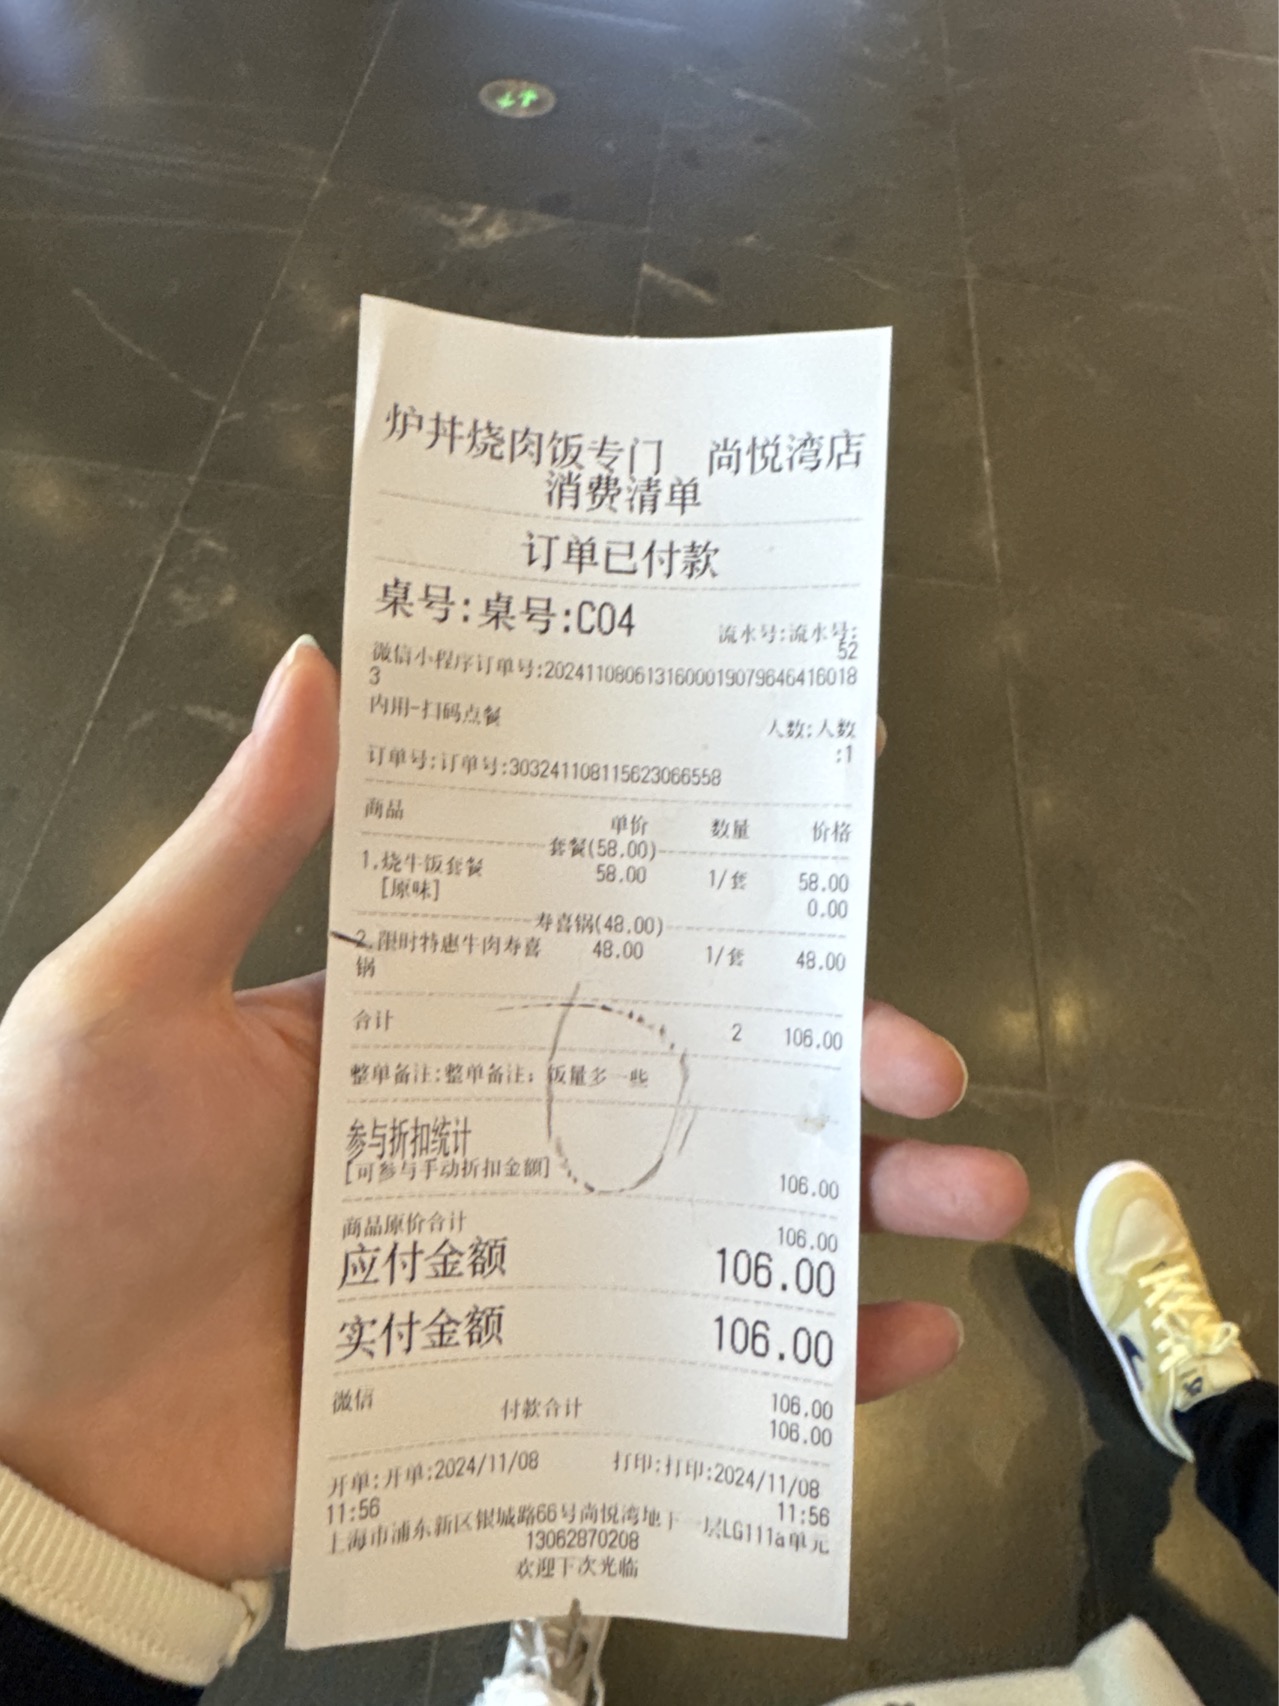 炉丼烧肉饭专门 尚悦湾店
消费清单
订单已付款
桌号:桌号:C04
流水号:流水号:
52
微信小程序订单号:2024110806131600019079646416018
3
内用-扫码点餐
人数:人数
:1
订单号:订单号:303241108115623066558
商品 单价 数量 价格
套餐(58.00)
1.烧牛饭套餐 58.00 1/套 58.00
[原味] 0.00
寿喜锅(48.00)
2.限时特惠牛肉寿喜 48.00 1/套 48.00
锅
合计 2 106.00
整单备注:整单备注: 饭量多一些
参与折扣统计
[可参与手动折扣金额] 106.00
商品原价合计 106.00
应付金额 106.00
实付金额 106.00
微信 106.00
付款合计 106.00
开单:开单:2024/11/08 打印:打印:2024/11/08
11:56 11:56
上海市浦东新区银城路66号尚悦湾地下一层LG111a单元
13062870208
欢迎下次光临